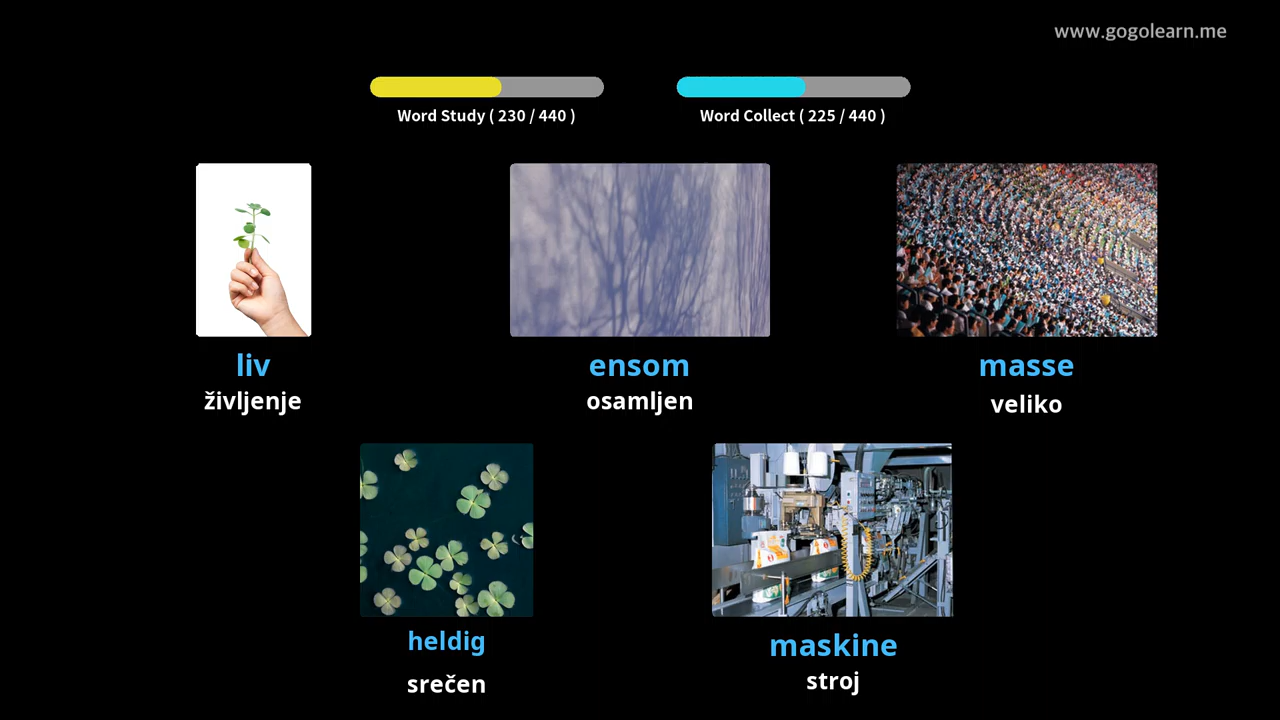 www.gogolearn.me
Word Study ( 230 / 440 )
Word Collect ( 225 / 440 )
liv
življenje
ensom
osamljen
masse
veliko
heldig
srečen
maskine
stroj